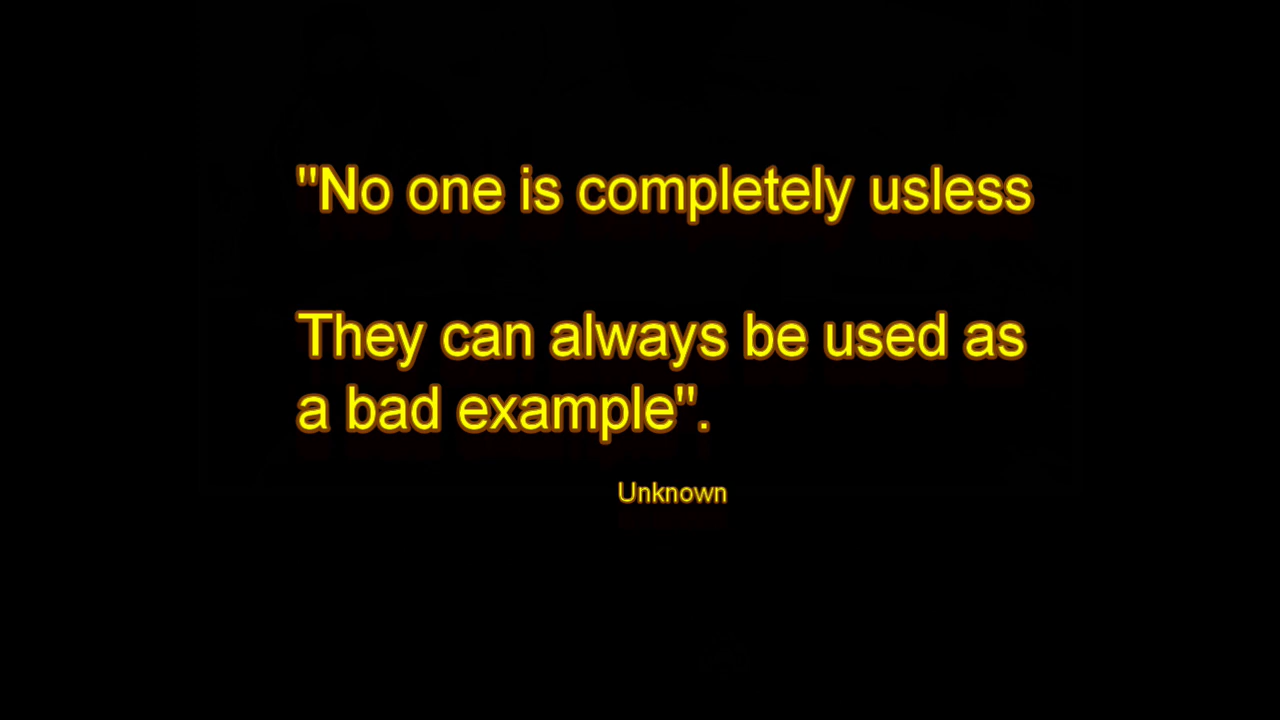 "No one is completely usless
They can always be used as
a bad example".
Unknown